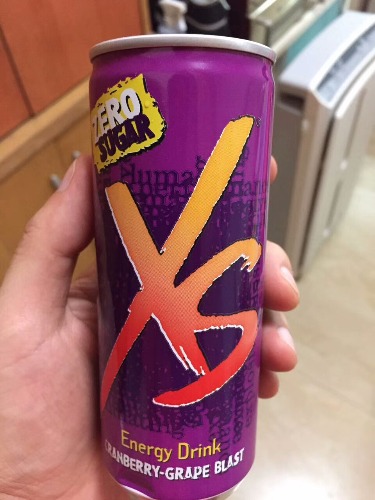 ZERO
SUGAR
XS
Energy Drink
CRANBERRY-GRAPE BLAST